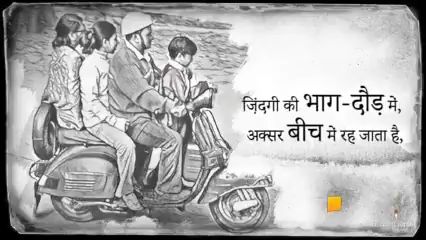 ज़िंदगी की भाग-दौड़ मे,
अक्सर बीच मे रह जाता है,